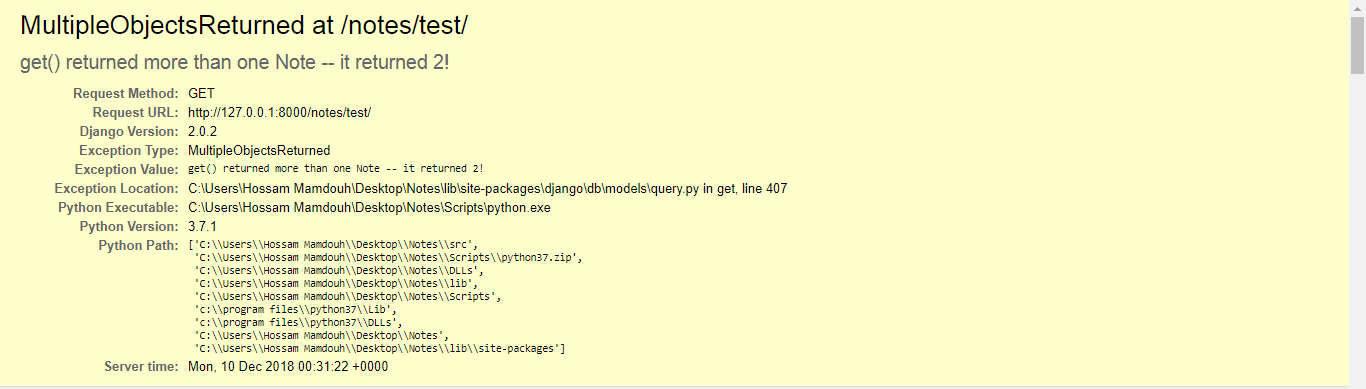 MultipleObjectsReturned at /notes/test/
get() returned more than one Note -- it returned 2!
Request Method: GET
Request URL: http://127.0.0.1:8000/notes/test/
Django Version: 2.0.2
Exception Type: MultipleObjectsReturned
Exception Value: get() returned more than one Note -- it returned 2!
Exception Location: C:\Users\Hossam Mamdouh\Desktop\Notes\lib\site-packages\django\db\models\query.py in get, line 407
Python Executable: C:\Users\Hossam Mamdouh\Desktop\Notes\Scripts\python.exe
Python Version: 3.7.1
Python Path: ['C:\\Users\\Hossam Mamdouh\\Desktop\\Notes\\src',
'C:\\Users\\Hossam Mamdouh\\Desktop\\Notes\\Scripts\\python37.zip',
'C:\\Users\\Hossam Mamdouh\\Desktop\\Notes\\DLLs',
'C:\\Users\\Hossam Mamdouh\\Desktop\\Notes\\lib',
'C:\\Users\\Hossam Mamdouh\\Desktop\\Notes\\Scripts',
'c:\\program files\\python37\\Lib',
'c:\\program files\\python37\\DLLs',
'C:\\Users\\Hossam Mamdouh\\Desktop\\Notes',
'C:\\Users\\Hossam Mamdouh\\Desktop\\Notes\\lib\\site-packages']
Server time: Mon, 10 Dec 2018 00:31:22 +0000